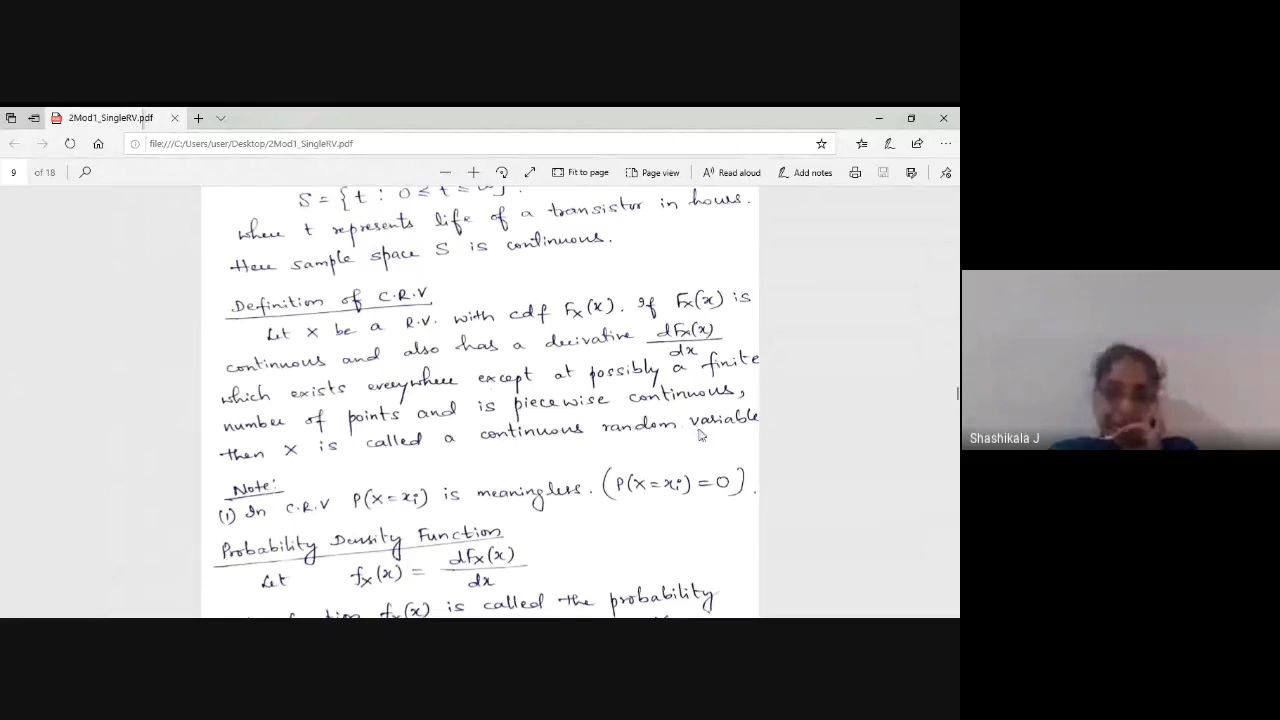 2Mod1_SingleRV.pdf
file:///C:/Users/user/Desktop/2Mod1_SingleRV.pdf
9 of 18
Fit to page
Page view
Read aloud
Add notes
S = {t : 0 ≤ t ≤
where t represents life of a transistor in hours.
Here sample space S is continuous.
Definition of C.R.V
Let X be a R.V. with cdf Fx(x). If Fx(x) is
continuous and also has a derivative dFx(x)/dx
which exists everywhere except at possibly a finite
number of points and is piecewise continuous,
then X is called a continuous random variable
Note:
(1) In C.R.V P(X=xi) is meaningless. (P(X=xi)=0).
Probability Density Function
Let fx(x) = dFx(x)/dx
fx(x) is called the probability
Shashikala J